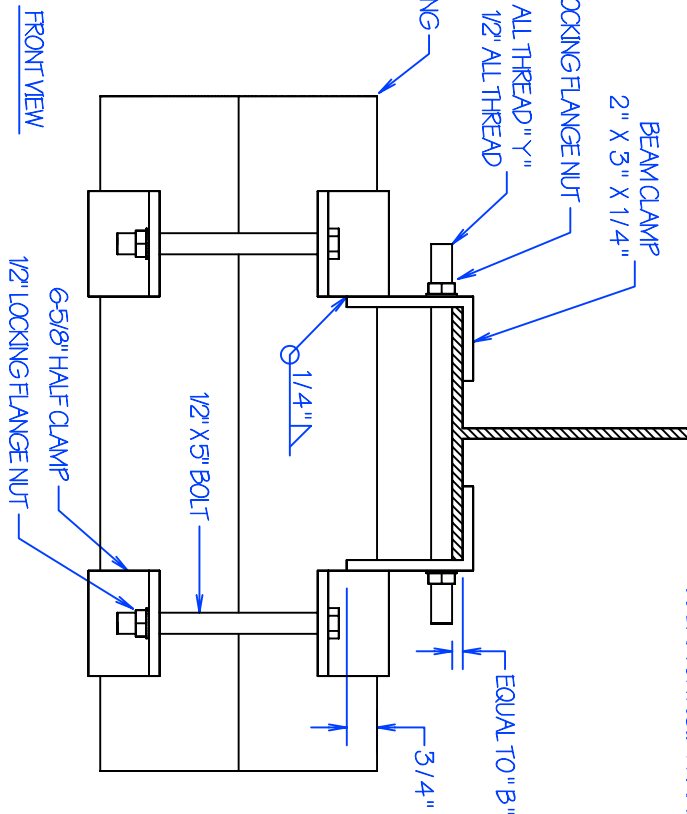 BEAM CLAMP
2" X 3" X 1/4"
OCKING FLANGE NUT
ALL THREAD "Y"
1/2" ALL THREAD
NG
FRONT VIEW
1/4"
1/2" X 5" BOLT
6-5/8" HALF CLAMP
1/2" LOCKING FLANGE NUT
EQUAL TO "B"
3/4"